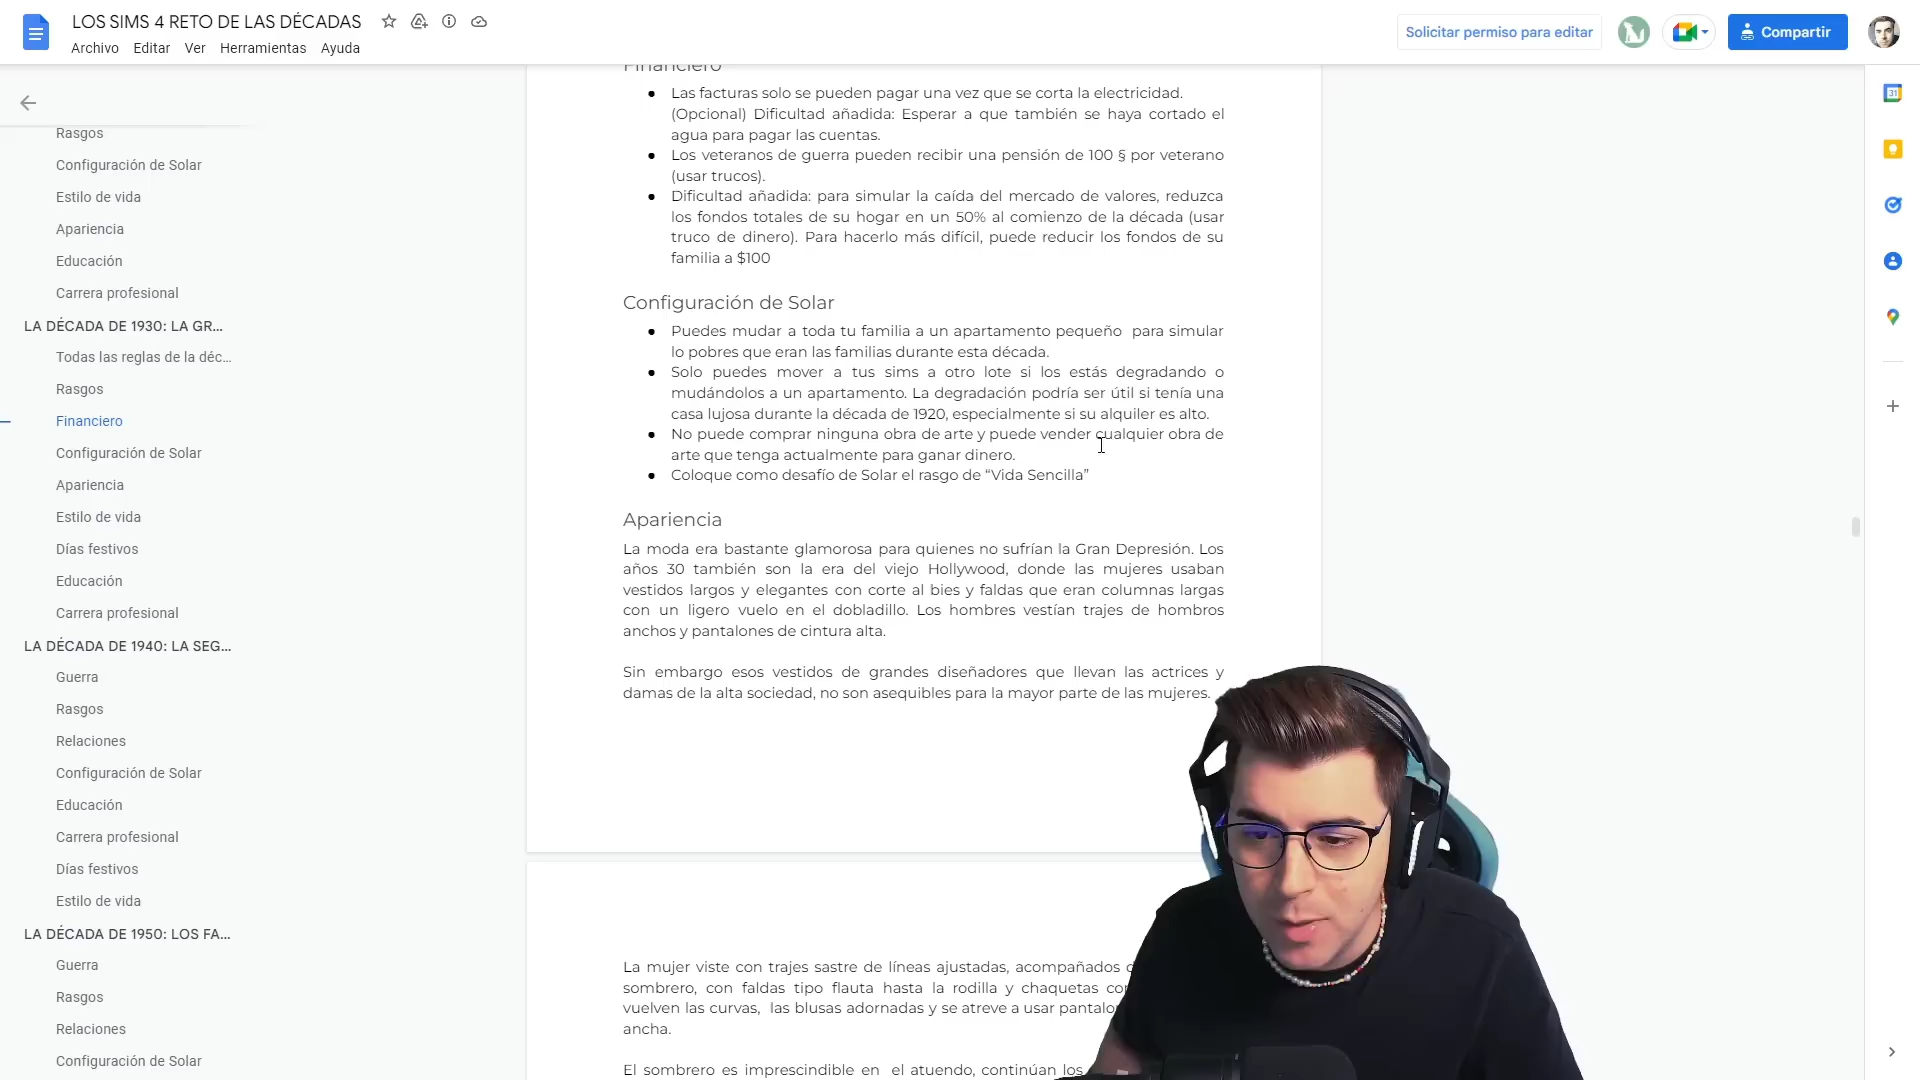 LOS SIMS 4 RETO DE LAS DÉCADAS
Archivo Editar Ver Herramientas Ayuda
Solicitar permiso para editar
Compartir
Rasgos
Configuración de Solar
Estilo de vida
Apariencia
Educación
Carrera profesional
LA DÉCADA DE 1930: LA GR...
Todas las reglas de la déc...
Rasgos
Financiero
Configuración de Solar
Apariencia
Estilo de vida
Días festivos
Educación
Carrera profesional
LA DÉCADA DE 1940: LA SEG...
Guerra
Rasgos
Relaciones
Configuración de Solar
Educación
Carrera profesional
Días festivos
Estilo de vida
LA DÉCADA DE 1950: LOS FA...
Guerra
Rasgos
Relaciones
Configuración de Solar
Financiero
● Las facturas solo se pueden pagar una vez que se corta la electricidad.
(Opcional) Dificultad añadida: Esperar a que también se haya cortado el
agua para pagar las cuentas.
● Los veteranos de guerra pueden recibir una pensión de 100 § por veterano
(usar trucos).
● Dificultad añadida: para simular la caída del mercado de valores, reduzca
los fondos totales de su hogar en un 50% al comienzo de la década (usar
truco de dinero). Para hacerlo más difícil, puede reducir los fondos de su
familia a $100
Configuración de Solar
● Puedes mudar a toda tu familia a un apartamento pequeño para simular
lo pobres que eran las familias durante esta década.
● Solo puedes mover a tus sims a otro lote si los estás degradando o
mudándolos a un apartamento. La degradación podría ser útil si tenía una
casa lujosa durante la década de 1920, especialmente si su alquiler es alto.
● No puede comprar ninguna obra de arte y puede vender cualquier obra de
arte que tenga actualmente para ganar dinero.
● Coloque como desafío de Solar el rasgo de “Vida Sencilla”
Apariencia
La moda era bastante glamorosa para quienes no sufrían la Gran Depresión. Los
años 30 también son la era del viejo Hollywood, donde las mujeres usaban
vestidos largos y elegantes con corte al bies y faldas que eran columnas largas
con un ligero vuelo en el dobladillo. Los hombres vestían trajes de hombros
anchos y pantalones de cintura alta.
Sin embargo esos vestidos de grandes diseñadores que llevan las actrices y
damas de la alta sociedad, no son asequibles para la mayor parte de las mujeres.
La mujer viste con trajes sastre de líneas ajustadas, acompañados
sombrero, con faldas tipo flauta hasta la rodilla y chaquetas
vuelven las curvas, las blusas adornadas y se atreve a usar
ancha.
El sombrero es imprescindible en el atuendo, continúan los
31